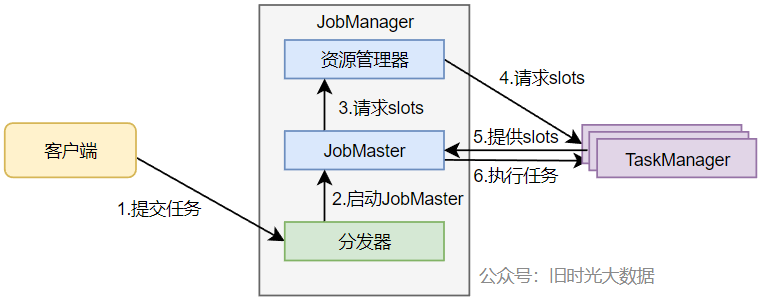 JobManager
资源管理器
4.请求slots
3.请求slots
客户端
JobMaster
5.提供slots
TaskManager
6.执行任务
1.提交任务
2.启动JobMaster
分发器
公众号：旧时光大数据